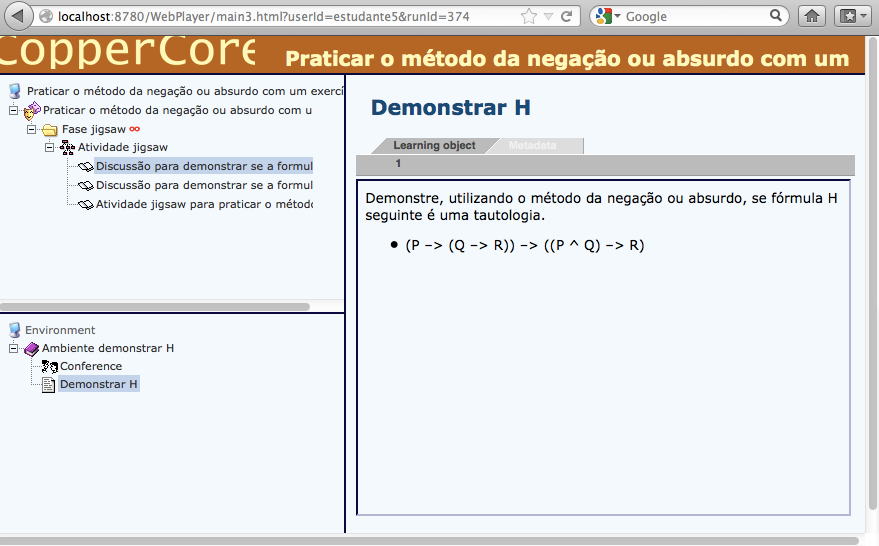 localhost:8780/WebPlayer/main3.html?userId=estudante5&runId=374
Google
CopperCore
Praticar o método da negação ou absurdo com um
Praticar o método da negação ou absurdo com um exercí
Praticar o método da negação ou absurdo com u
Fase jigsaw
Atividade jigsaw
Discussão para demonstrar se a formul
Discussão para demonstrar se a formul
Atividade jigsaw para praticar o método
Environment
Ambiente demonstrar H
Conference
Demonstrar H
Demonstrar H
Learning object
Metadata
1
Demonstre, utilizando o método da negação ou absurdo, se fórmula H
seguinte é uma tautologia.
• (P -> (Q -> R)) -> ((P ^ Q) -> R)